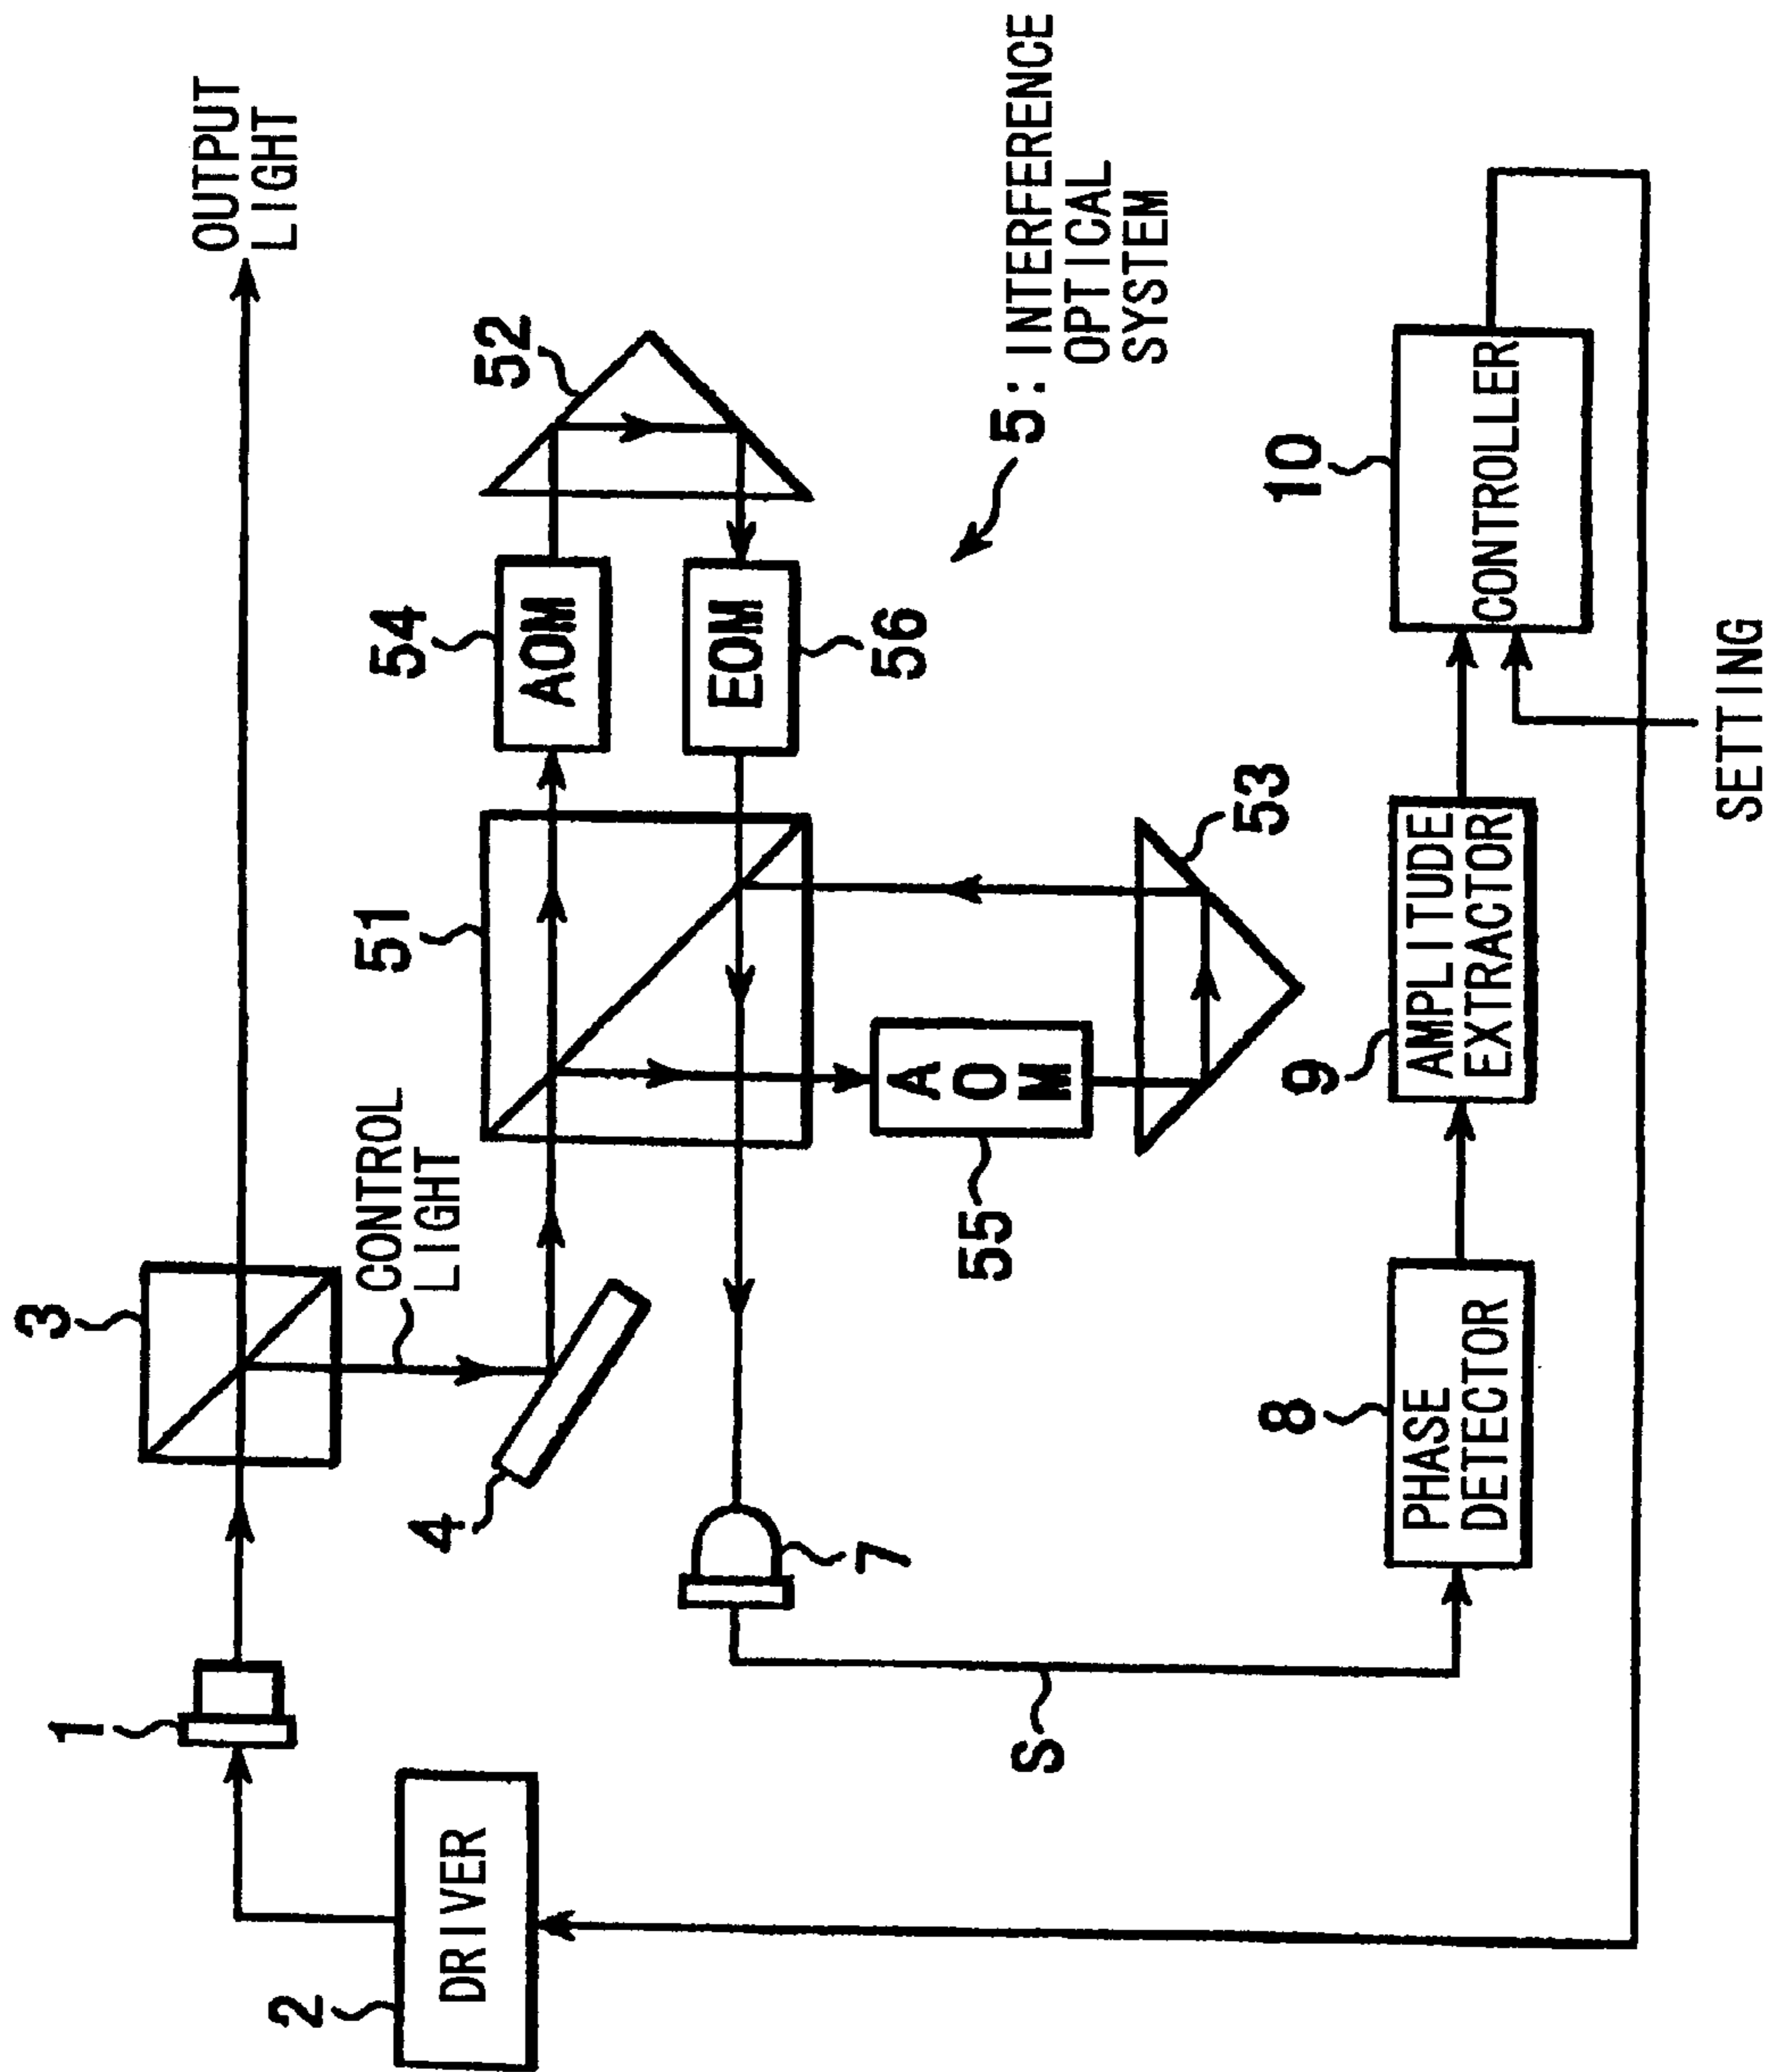 OUTPUT
LIGHT
3
1
2
DRIVER
CONTROL
LIGHT
4
51
54
AOM
52
EOM
56
5: INTERFERENCE
OPTICAL
SYSTEM
7
55
AOM
53
S
8
PHASE
DETECTOR
9
AMPLITUDE
EXTRACTOR
10
CONTROLLER
SETTING